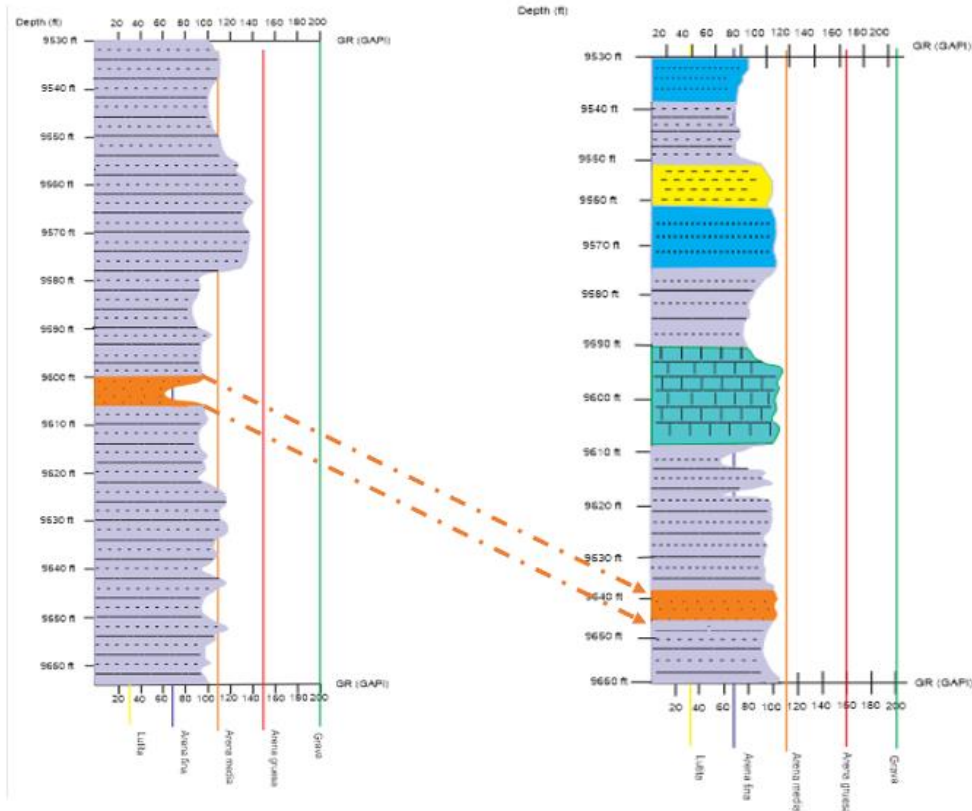 Depth (ft)
20 40 60 80 100 120 140 160 180 200
GR (GAPI)
9530 ft
9540 ft
9550 ft
9560 ft
9570 ft
9580 ft
9590 ft
9600 ft
9610 ft
9620 ft
9630 ft
9640 ft
9650 ft
9660 ft
20 40 60 80 100 120 140 160 180 200
GR (GAPI)
Lutita
Arena fina
Arena media
Arena gruesa
Grava
Depth (ft)
20 40 60 80 100 120 140 160 180 200
GR (GAPI)
9530 ft
9540 ft
9550 ft
9560 ft
9570 ft
9580 ft
9590 ft
9600 ft
9610 ft
9620 ft
9630 ft
9640 ft
9650 ft
9660 ft
20 40 60 80 100 120 140 160 180 200
GR (GAPI)
Lutita
Arena fina
Arena media
Arena gruesa
Grava